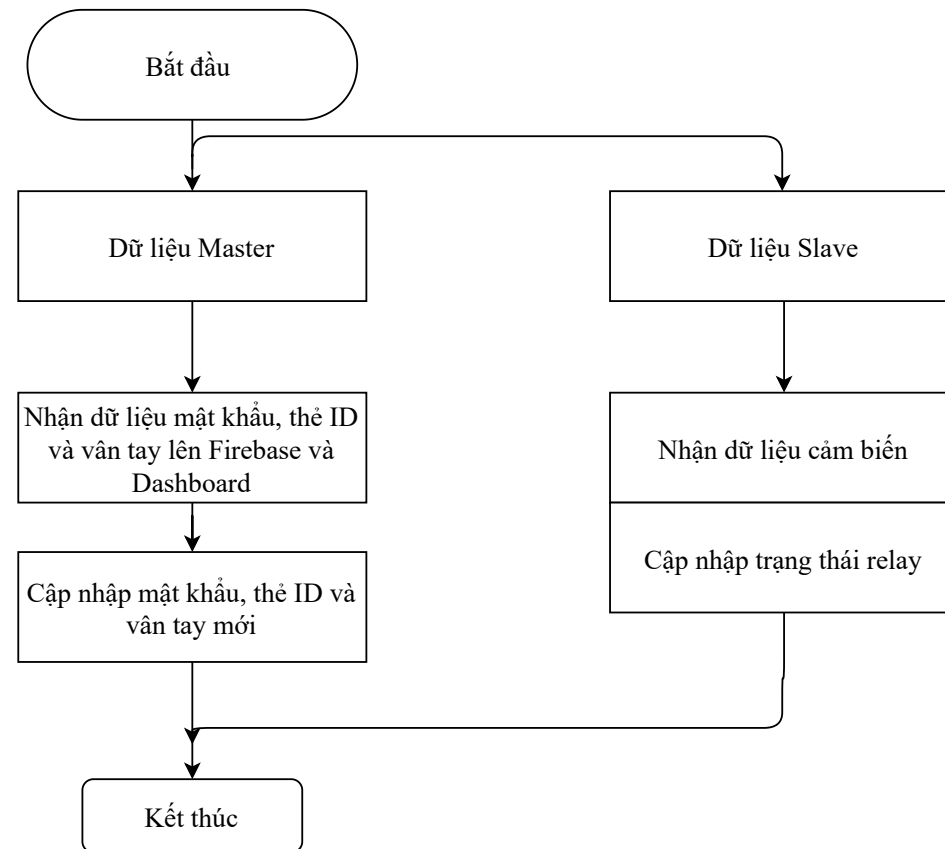 Bắt đầu
Dữ liệu Master
Dữ liệu Slave
Nhận dữ liệu mật khẩu, thẻ ID
và vân tay lên Firebase và
Dashboard
Nhận dữ liệu cảm biến
Cập nhập mật khẩu, thẻ ID và
vân tay mới
Cập nhập trạng thái relay
Kết thúc